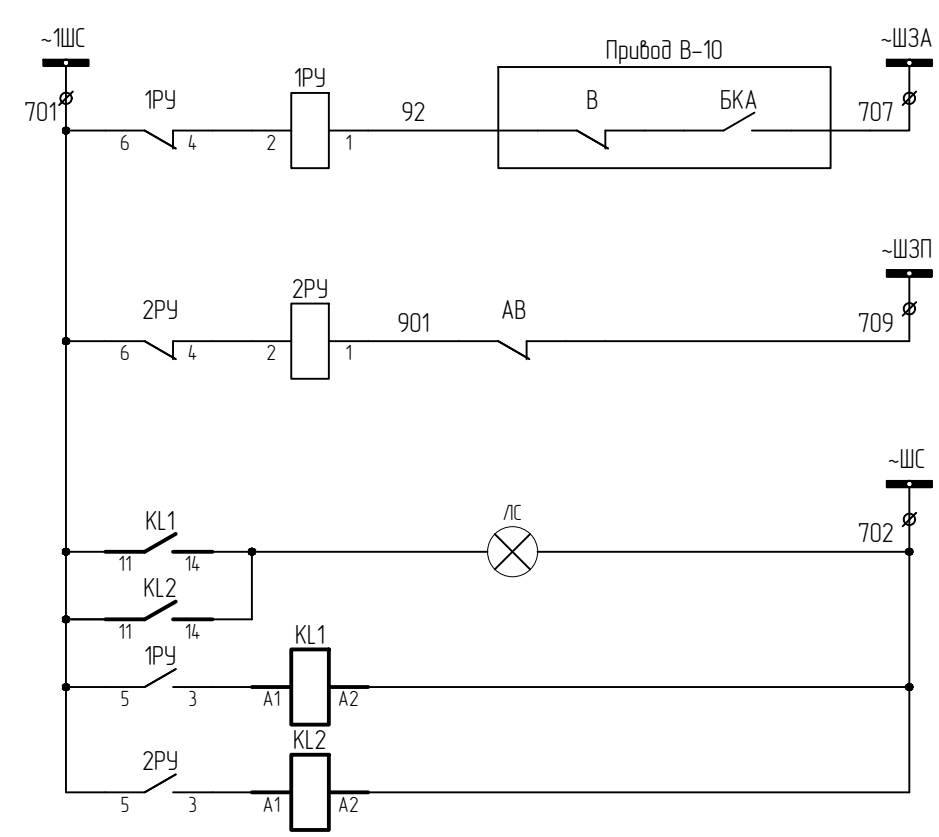 ~1ШС
701
1РУ
6 4
1РУ
2 1
92
Привод В-10
В
БКА
~ШЗА
707
2РУ
6 4
2РУ
2 1
901
АВ
~ШЗП
709
KL1
11 14
ЛС
~ШС
702
KL2
11 14
1РУ
5 3
KL1
A1 A2
2РУ
5 3
KL2
A1 A2